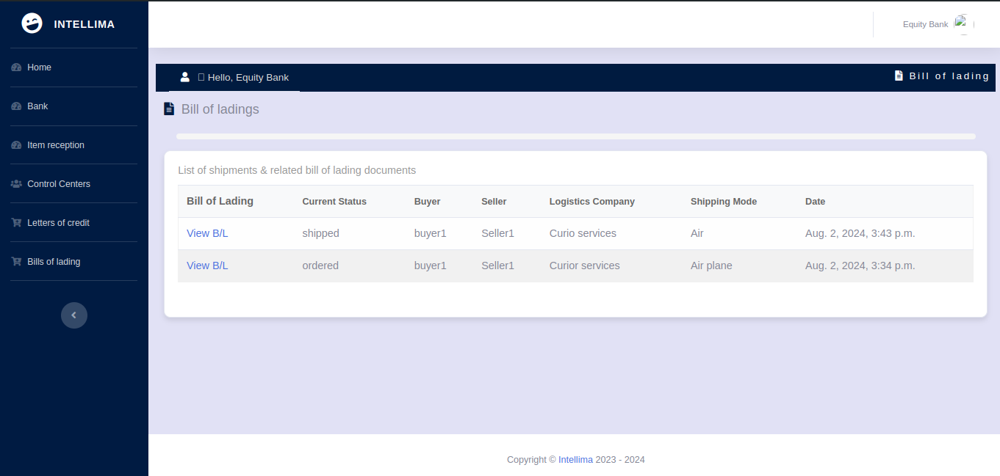 INTELLIMA
Equity Bank
Home
Bank
Item reception
Control Centers
Letters of credit
Bills of lading
Hello, Equity Bank
Bill of lading
Bill of ladings
List of shipments & related bill of lading documents
Bill of Lading Current Status Buyer Seller Logistics Company Shipping Mode Date
View B/L shipped buyer1 Seller1 Curio services Air Aug. 2, 2024, 3:43 p.m.
View B/L ordered buyer1 Seller1 Curior services Air plane Aug. 2, 2024, 3:34 p.m.
Copyright © Intellima 2023 - 2024